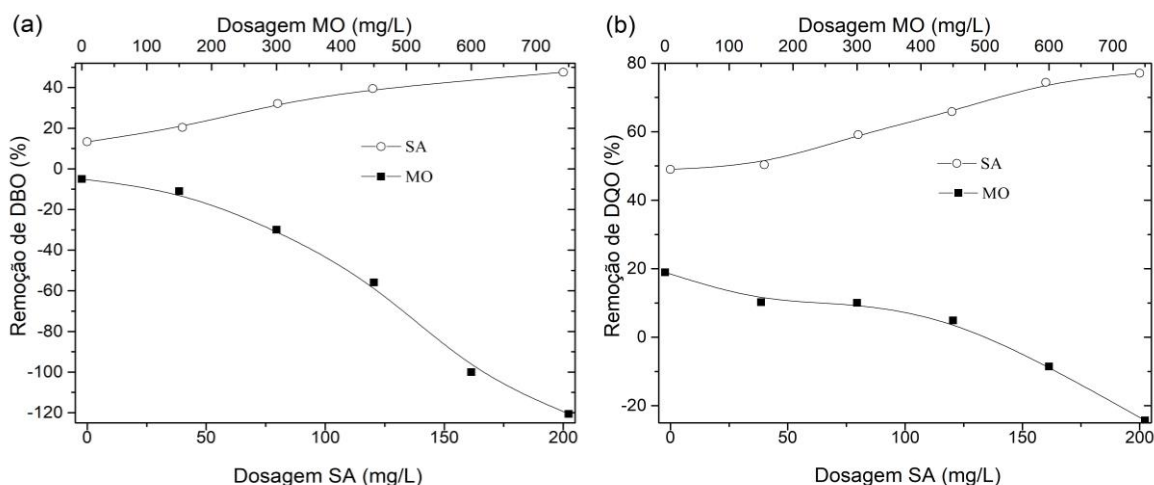 (a)
Dosagem MO (mg/L)
0 100 200 300 400 500 600 700
Remoção de DBO (%)
40
20
0
-20
-40
-60
-80
-100
-120
SA
MO
0 50 100 150 200
Dosagem SA (mg/L)
(b)
Dosagem MO (mg/L)
0 100 200 300 400 500 600 700
Remoção de DQO (%)
80
60
40
20
0
-20
SA
MO
0 50 100 150 200
Dosagem SA (mg/L)